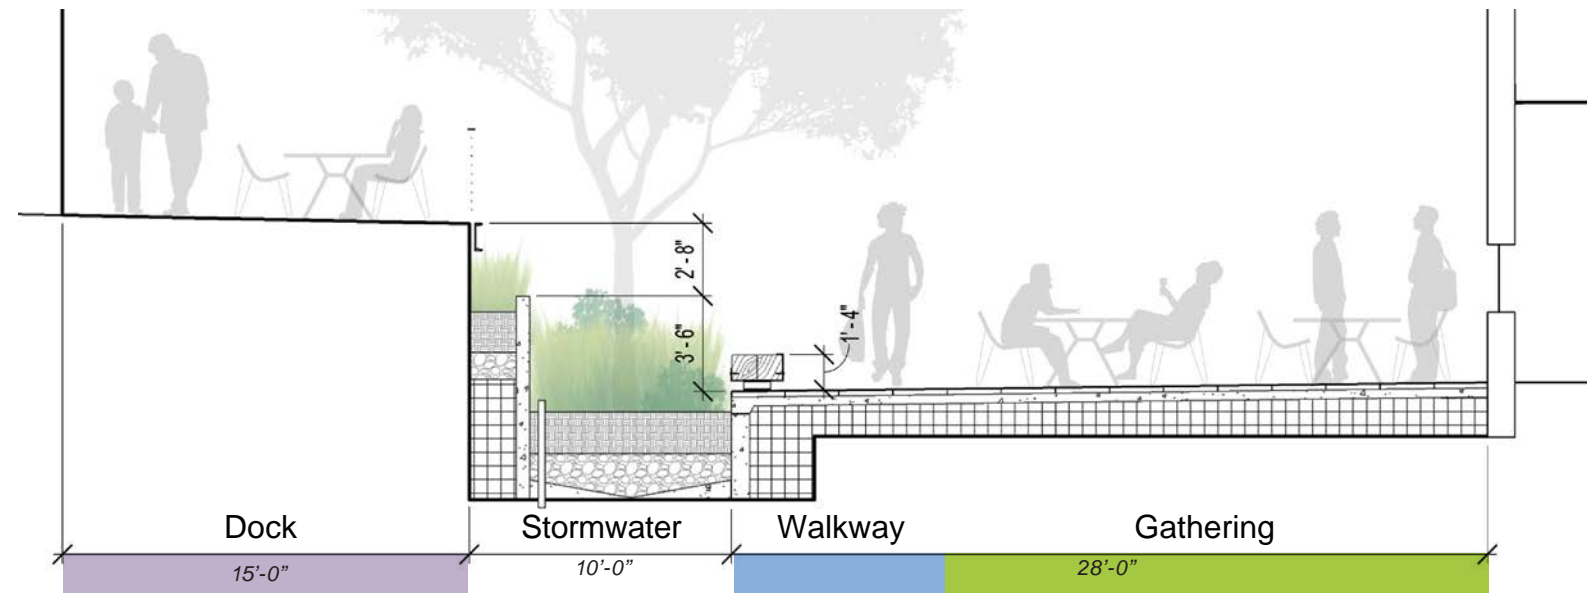 2'-8"
3'-6"
1'-4"
Dock
Stormwater
Walkway
Gathering
15'-0”
10'-0”
28'-0”